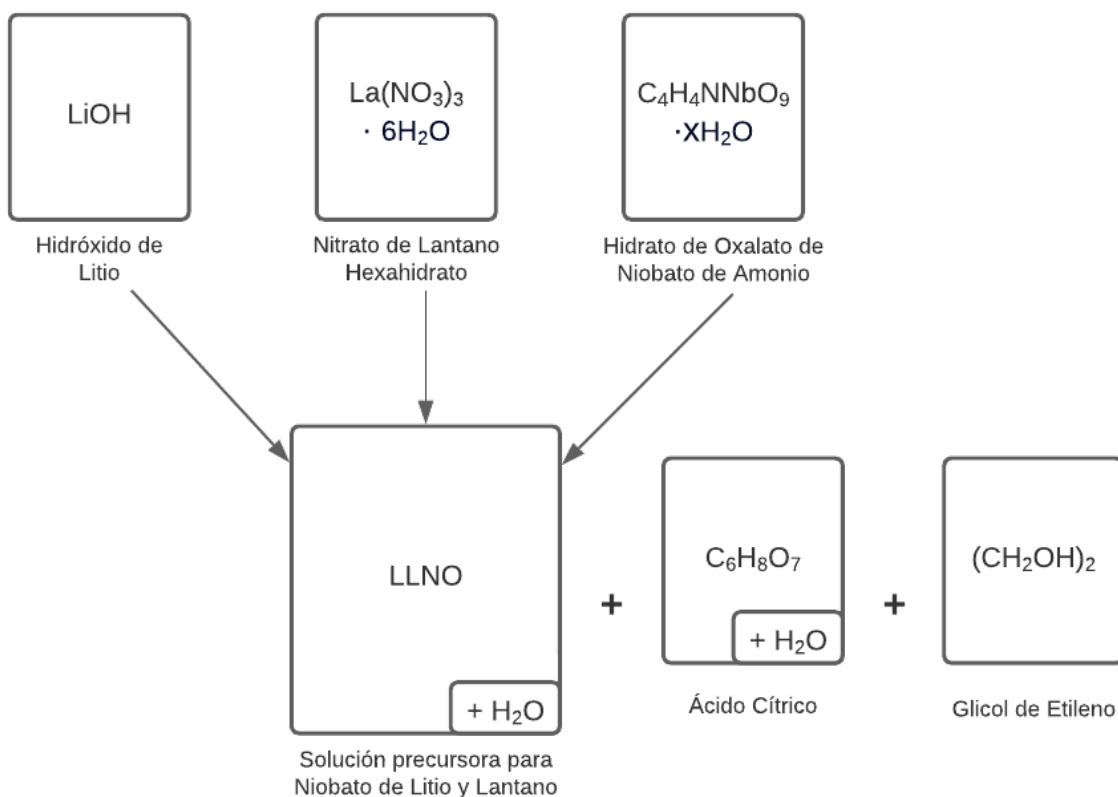 LiOH
La(NO₃)₃
· 6H₂O
C₄H₄NNbO₉
·xH₂O
Hidróxido de
Litio
Nitrato de Lantano
Hexahidrato
Hidrato de Oxalato de
Niobato de Amonio
LLNO
+ H₂O
+
C₆H₈O₇
+ H₂O
+
(CH₂OH)₂
Solución precursora para
Niobato de Litio y Lantano
Ácido Cítrico
Glicol de Etileno